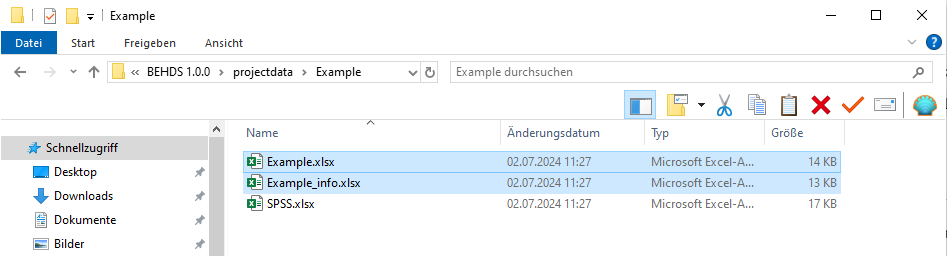 Example
Datei Start Freigeben Ansicht
« BEHDS 1.0.0 › projectdata › Example Example durchsuchen
Name Änderungsdatum Typ Größe
Schnellzugriff
Example.xlsx 02.07.2024 11:27 Microsoft Excel-A... 14 KB
Desktop
Example_info.xlsx 02.07.2024 11:27 Microsoft Excel-A... 13 KB
Downloads
SPSS.xlsx 02.07.2024 11:27 Microsoft Excel-A... 17 KB
Dokumente
Bilder